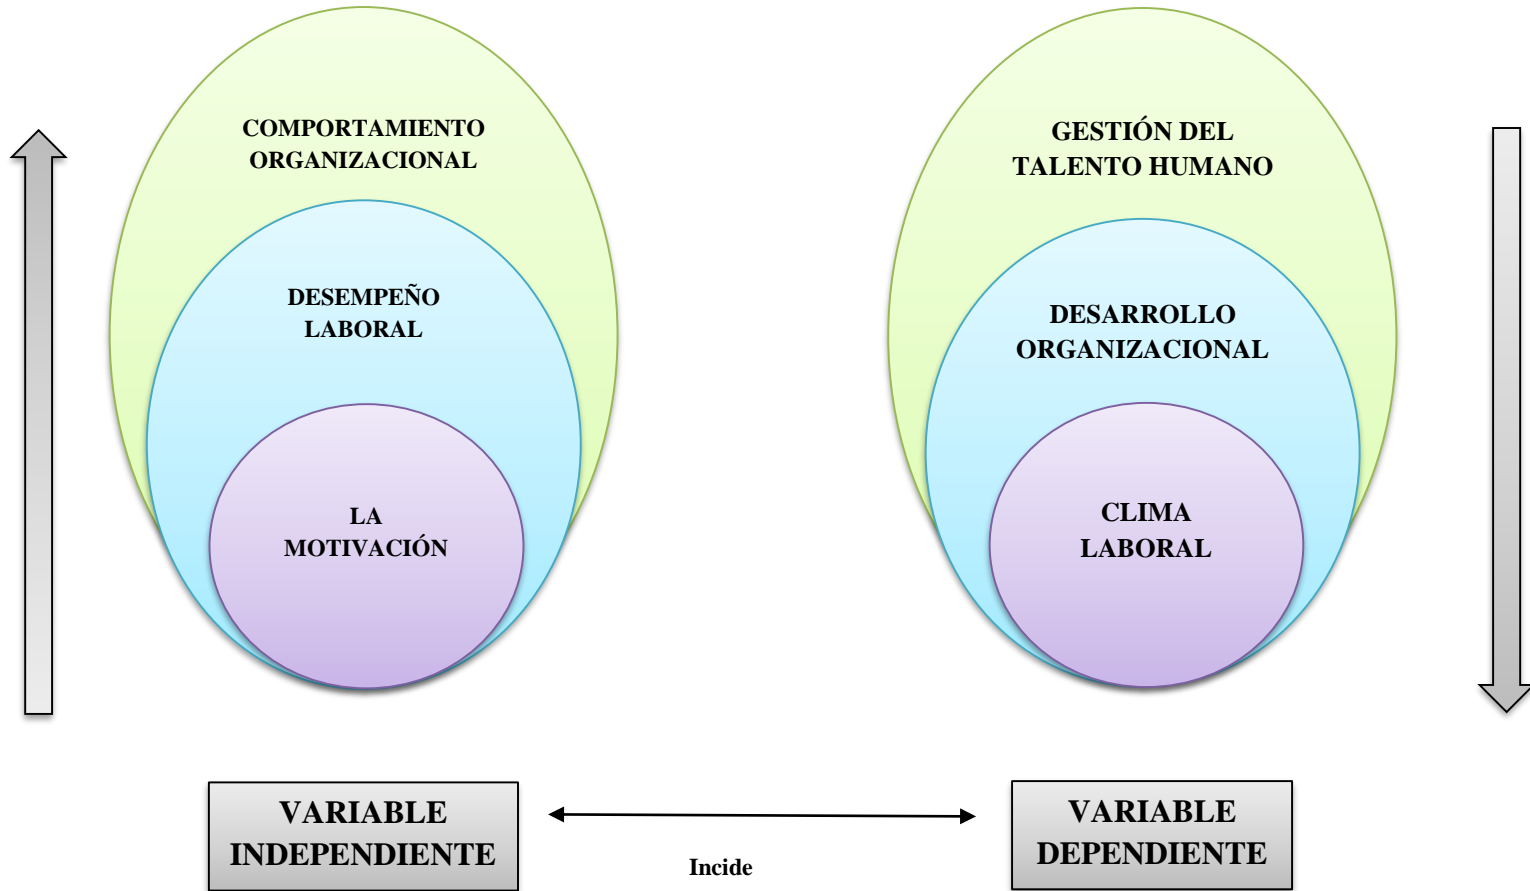 COMPORTAMIENTO
ORGANIZACIONAL
DESEMPEÑO
LABORAL
LA
MOTIVACIÓN
GESTIÓN DEL
TALENTO HUMANO
DESARROLLO
ORGANIZACIONAL
CLIMA
LABORAL
VARIABLE
INDEPENDIENTE
Incide
VARIABLE
DEPENDIENTE